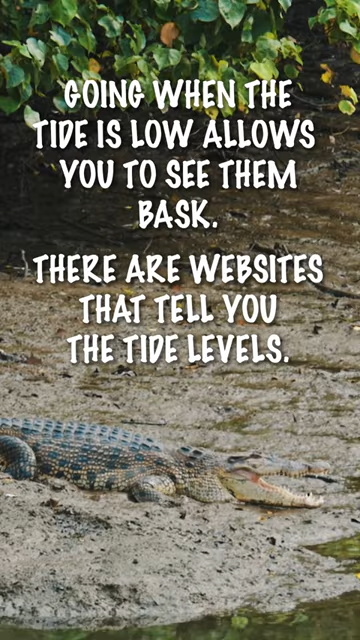 GOING WHEN THE
TIDE IS LOW ALLOWS
YOU TO SEE THEM
BASK.
THERE ARE WEBSITES
THAT TELL YOU
THE TIDE LEVELS.